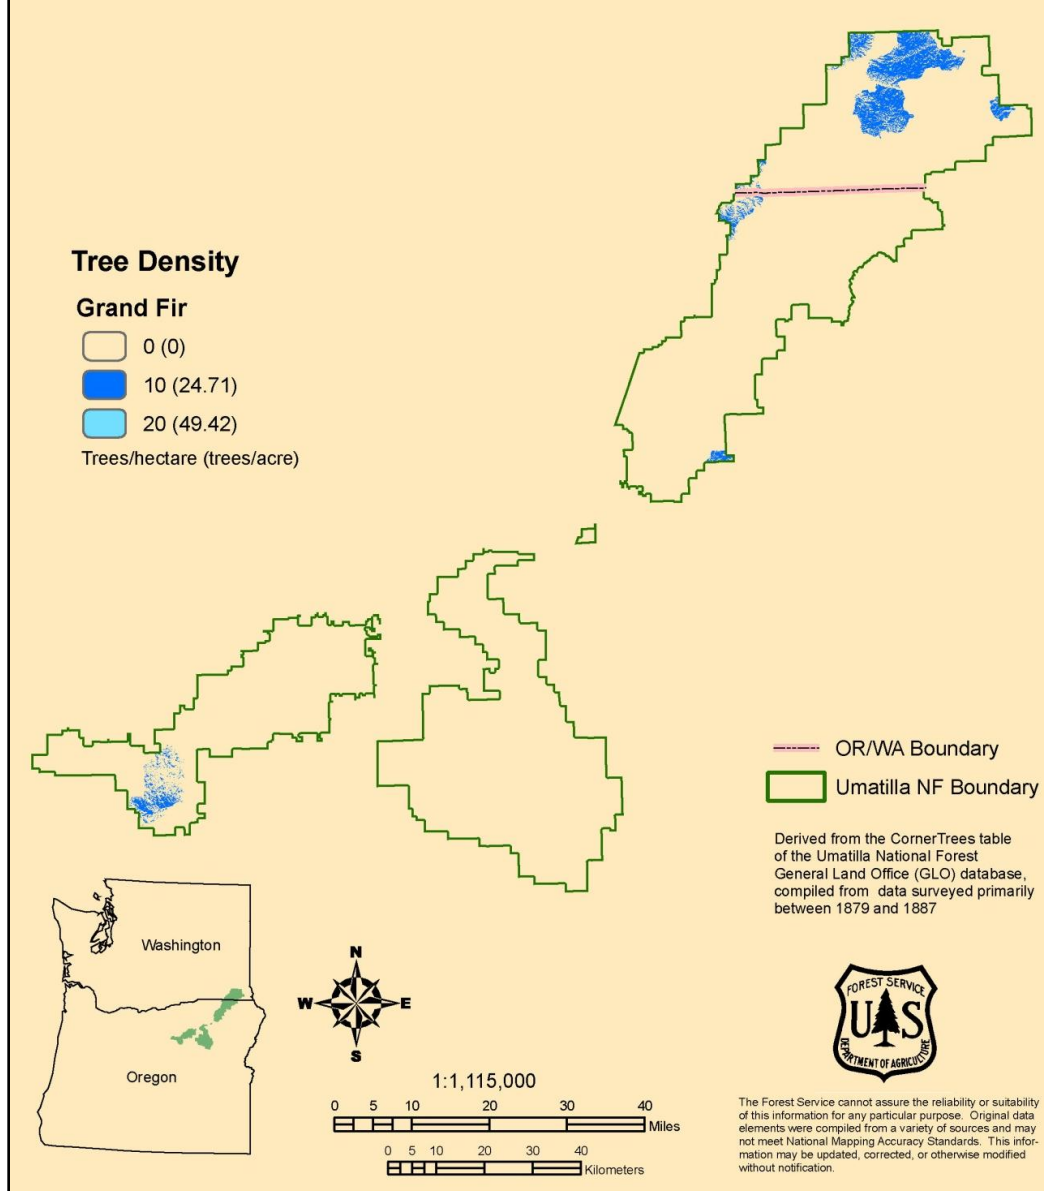 Tree Density
Grand Fir
0 (0)
10 (24.71)
20 (49.42)
Trees/hectare (trees/acre)
OR/WA Boundary
Umatilla NF Boundary
Derived from the CornerTrees table
of the Umatilla National Forest
General Land Office (GLO) database,
compiled from data surveyed primarily
between 1879 and 1887
Washington
Oregon
N
W E
S
1:1,115,000
0 5 10 20 30 40
Miles
0 5 10 20 30 40
Kilometers
FOREST SERVICE
U S
DEPARTMENT OF AGRICULTURE
The Forest Service cannot assure the reliability or suitability
of this information for any particular purpose. Original data
elements were compiled from a variety of sources and may
not meet National Mapping Accuracy Standards. This infor-
mation may be updated, corrected, or otherwise modified
without notification.